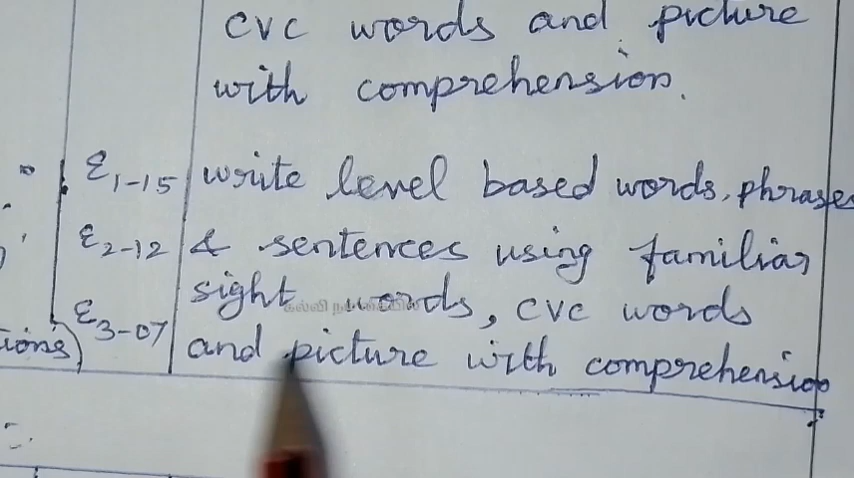 CVC words and picture
with comprehension.
E1-15 write level based words, phrases
E2-12 & sentences using familiar
sight words, CVC words
E3-07
tions) and picture with comprehension